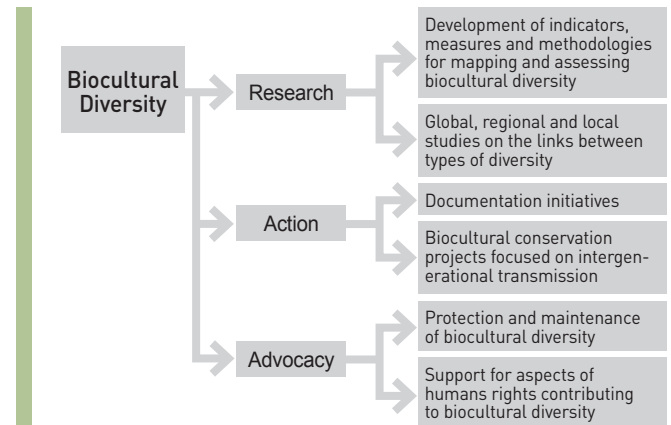 Biocultural
Diversity
Research
Development of indicators,
measures and methodologies
for mapping and assessing
biocultural diversity
Global, regional and local
studies on the links between
types of diversity
Action
Documentation initiatives
Biocultural conservation
projects focused on intergen-
erational transmission
Advocacy
Protection and maintenance
of biocultural diversity
Support for aspects of
humans rights contributing
to biocultural diversity